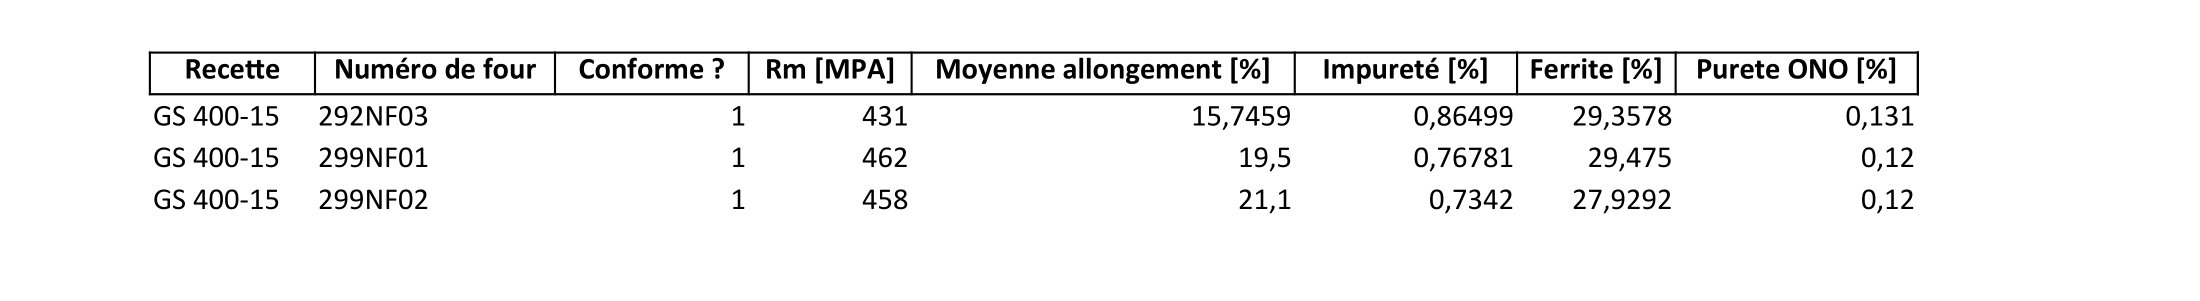 Recette Numéro de four Conforme ? Rm [MPA] Moyenne allongement [%] Impureté [%] Ferrite [%] Purete ONO [%]
GS 400-15 292NF03 1 431 15,7459 0,86499 29,3578 0,131
GS 400-15 299NF01 1 462 19,5 0,76781 29,475 0,12
GS 400-15 299NF02 1 458 21,1 0,7342 27,9292 0,12